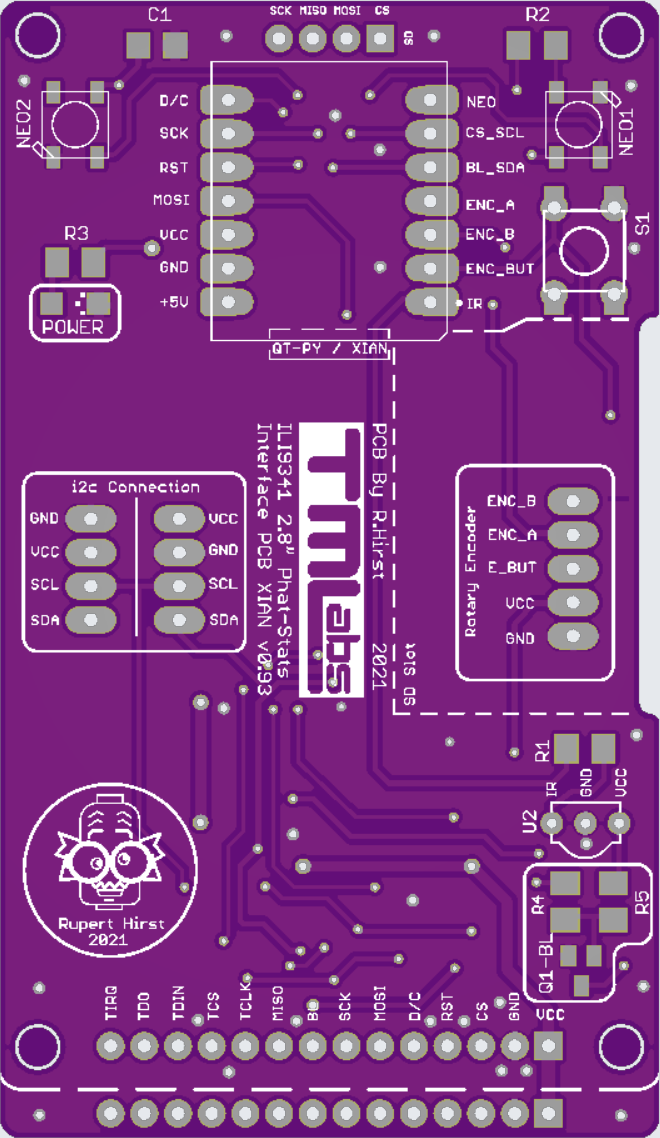 SCK MISO MOSI CS
SD
C1
R2
NEO2
NEO1
D/C
SCK
RST
MOSI
VCC
GND
+5V
NEO
CS_SCL
BL_SDA
ENC_A
ENC_B
ENC_BUT
IR
S1
R3
POWER
QT-PY / XIAN
PCB By R.Hirst 2021
TMLabs
ILI9341 2.8" Phat-Stats
Interface PCB XIAN v0.93
i2c Connection
GND VCC
VCC GND
SCL SCL
SDA SDA
Rotary Encoder
ENC_B
ENC_A
E_BUT
VCC
GND
SD Slot
R1
IR GND VCC
U2
R4
R5
Q1-BL
Rupert Hirst
2021
TIRQ TDO TDIN TCS TCLK MISO BL SCK MOSI D/C RST CS GND VCC